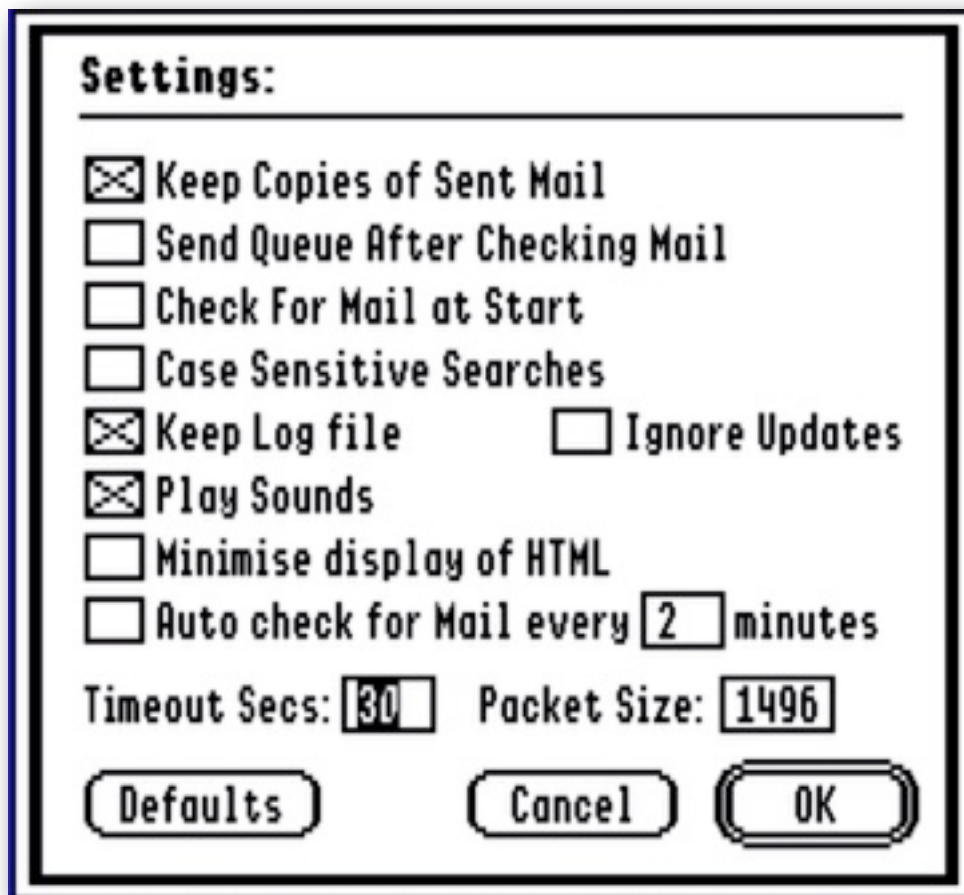 Settings:
Keep Copies of Sent Mail
Send Queue After Checking Mail
Check For Mail at Start
Case Sensitive Searches
Keep Log file Ignore Updates
Play Sounds
Minimise display of HTML
Auto check for Mail every 2 minutes
Timeout Secs: 30 Packet Size: 1496
Defaults Cancel OK